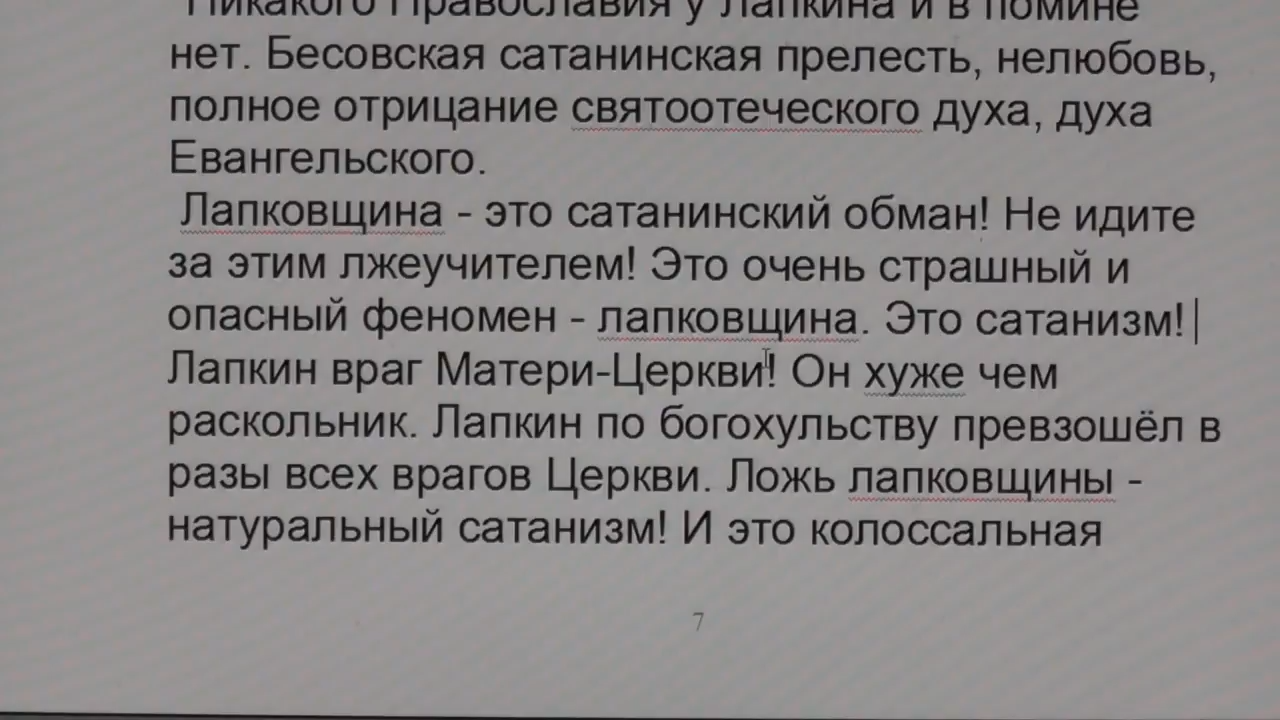 Никакого Православия у Лапкина и в помине
нет. Бесовская сатанинская прелесть, нелюбовь,
полное отрицание святоотеческого духа, духа
Евангельского.
Лапковщина - это сатанинский обман! Не идите
за этим лжеучителем! Это очень страшный и
опасный феномен - лапковщина. Это сатанизм!
Лапкин враг Матери-Церкви! Он хуже чем
раскольник. Лапкин по богохульству превзошёл в
разы всех врагов Церкви. Ложь лапковщины -
натуральный сатанизм! И это колоссальная
7